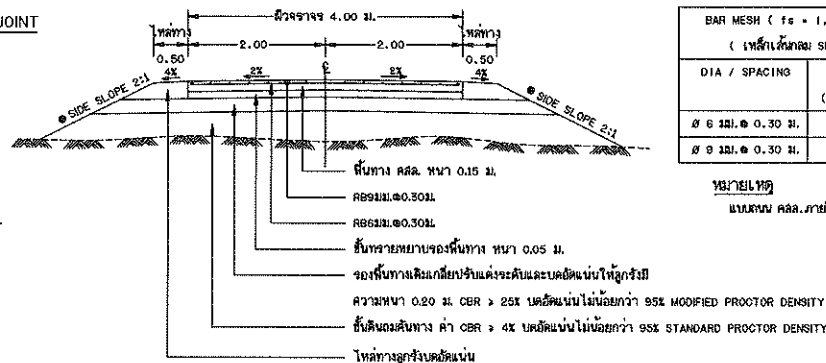 JOINT
ผิวจราจร 4.00 ม.
ไหล่ทาง
ไหล่ทาง
0.50
2.00
2.00
0.50
4%
2%
2%
4%
SIDE SLOPE 2:1
SIDE SLOPE 2:1
พื้นทาง คสล. หนา 0.15 ม.
RB9มม.@0.30ม.
RB6มม.@0.30ม.
ชั้นทรายหยาบรองพื้นทาง หนา 0.05 ม.
รองพื้นทางเดิมเกลี่ยปรับแต่งระดับและบดอัดแน่นให้ลูกรังมี
ความหนา 0.20 ม. CBR > 25% บดอัดแน่นไม่น้อยกว่า 95% MODIFIED PROCTOR DENSITY
ชั้นดินถมคันทาง ค่า CBR > 4% บดอัดแน่นไม่น้อยกว่า 95% STANDARD PROCTOR DENSITY
ไหล่ทางลูกรังบดอัดแน่น
BAR MESH ( fs = 1,
( เหล็กเส้นกลม S
DIA / SPACING
(
Ø 6 มม.@ 0.30 ม.
Ø 9 มม.@ 0.30 ม.
หมายเหตุ
แบบถนน คสล.ภายใ